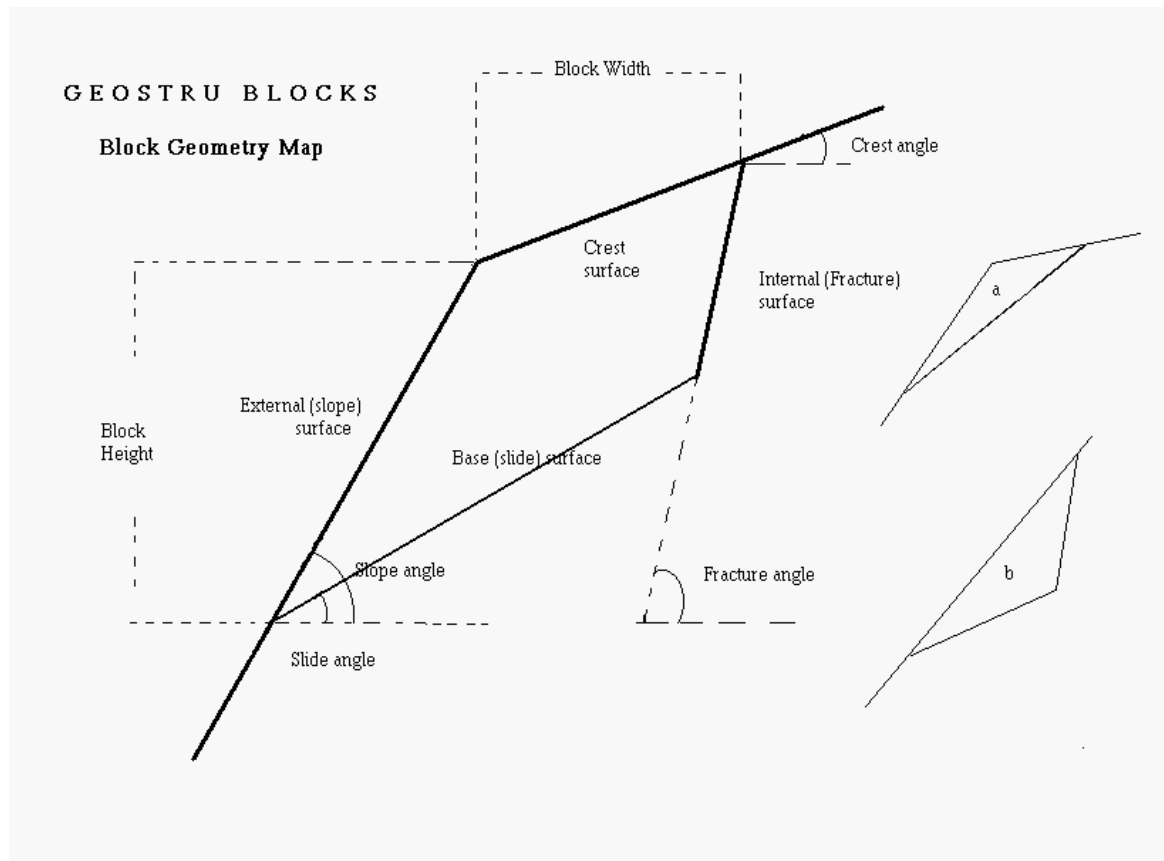 GEOSTRU BLOCKS
Block Geometry Map
Block Width
Crest angle
Crest
surface
Internal (Fracture)
surface
a
External (slope)
surface
Block
Height
Base (slide) surface
Slope angle
Fracture angle
b
Slide angle